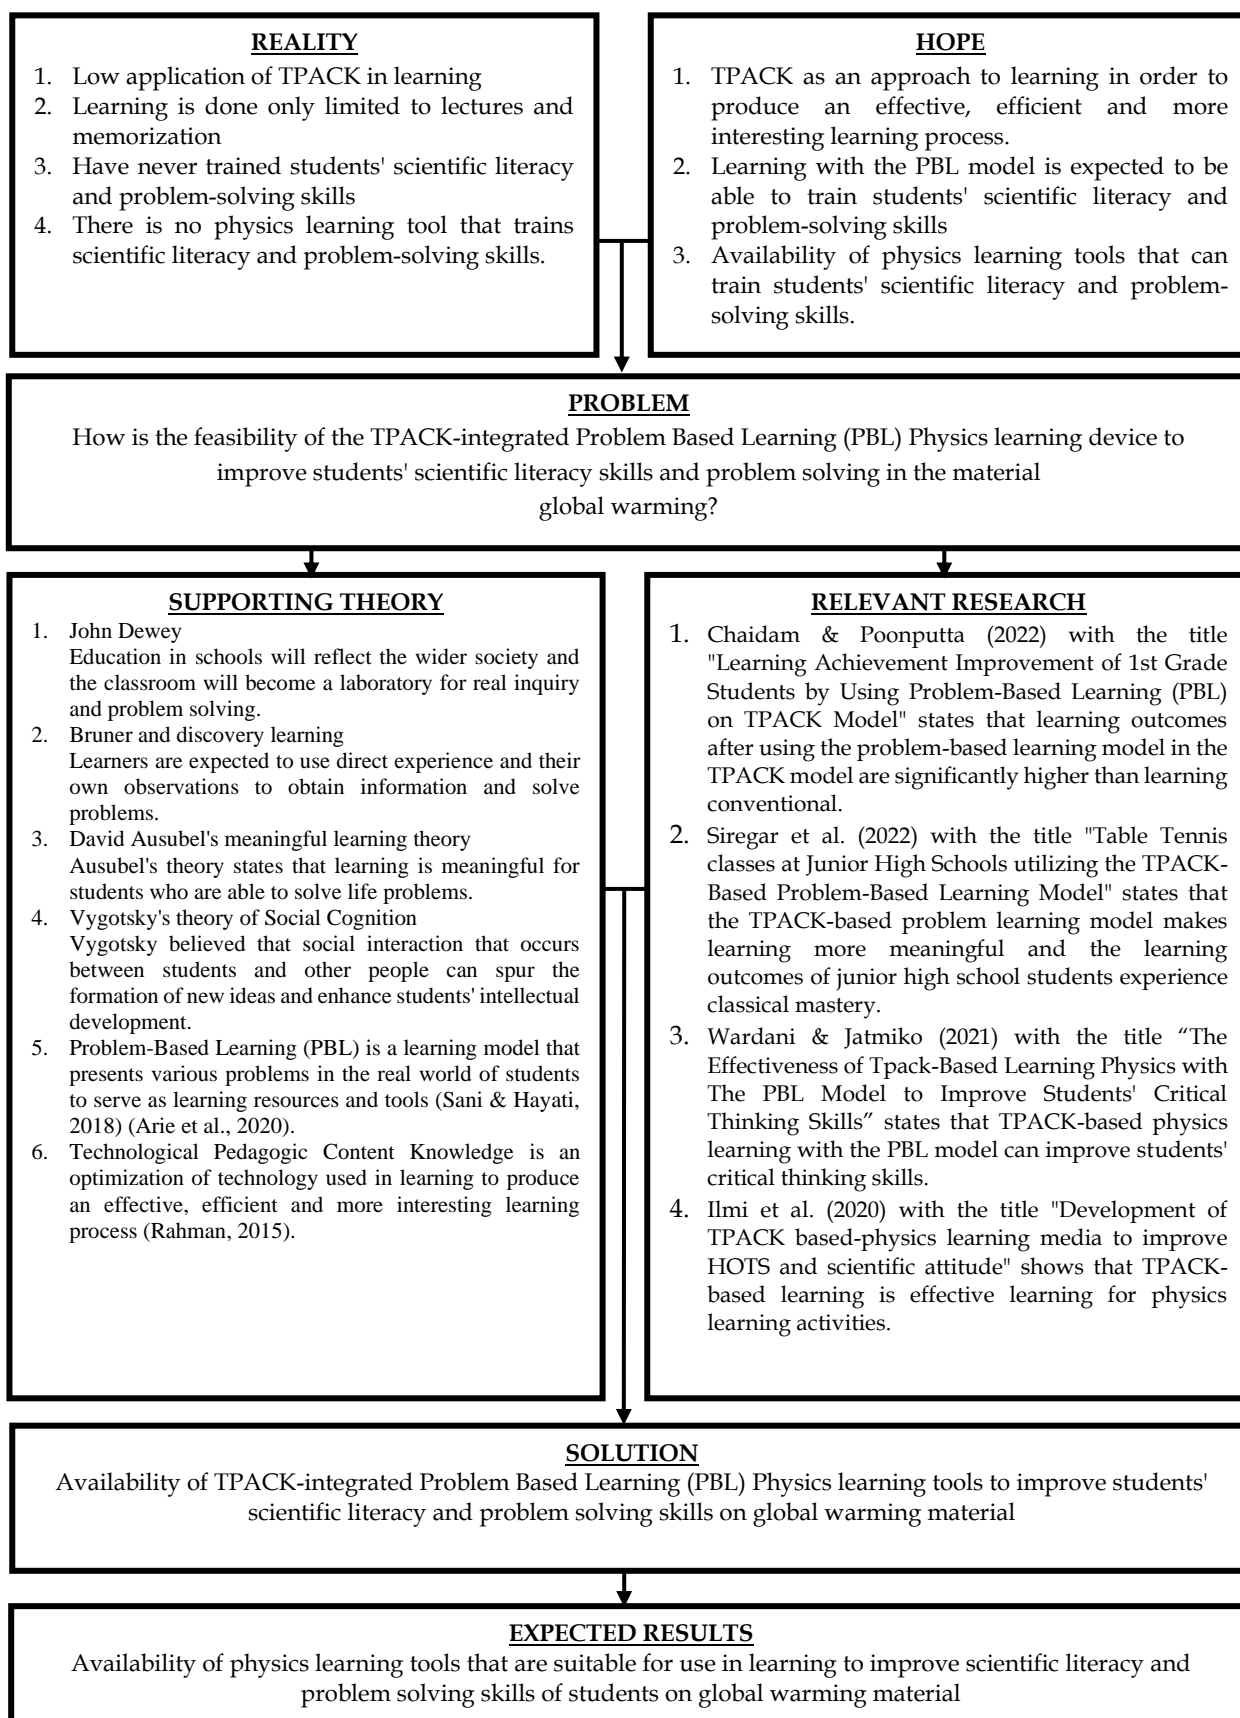 REALITY
1. Low application of TPACK in learning
2. Learning is done only limited to lectures and
memorization
3. Have never trained students' scientific literacy
and problem-solving skills
4. There is no physics learning tool that trains
scientific literacy and problem-solving skills.
HOPE
1. TPACK as an approach to learning in order to
produce an effective, efficient and more
interesting learning process.
2. Learning with the PBL model is expected to be
able to train students' scientific literacy and
problem-solving skills
3. Availability of physics learning tools that can
train students' scientific literacy and problem-
solving skills.
PROBLEM
How is the feasibility of the TPACK-integrated Problem Based Learning (PBL) Physics learning device to
improve students' scientific literacy skills and problem solving in the material
global warming?
SUPPORTING THEORY
1. John Dewey
Education in schools will reflect the wider society and
the classroom will become a laboratory for real inquiry
and problem solving.
2. Bruner and discovery learning
Learners are expected to use direct experience and their
own observations to obtain information and solve
problems.
3. David Ausubel's meaningful learning theory
Ausubel's theory states that learning is meaningful for
students who are able to solve life problems.
4. Vygotsky's theory of Social Cognition
Vygotsky believed that social interaction that occurs
between students and other people can spur the
formation of new ideas and enhance students' intellectual
development.
5. Problem-Based Learning (PBL) is a learning model that
presents various problems in the real world of students
to serve as learning resources and tools (Sani & Hayati,
2018) (Arie et al., 2020).
6. Technological Pedagogic Content Knowledge is an
optimization of technology used in learning to produce
an effective, efficient and more interesting learning
process (Rahman, 2015).
RELEVANT RESEARCH
1. Chaidam & Poonputta (2022) with the title
"Learning Achievement Improvement of 1st Grade
Students by Using Problem-Based Learning (PBL)
on TPACK Model" states that learning outcomes
after using the problem-based learning model in the
TPACK model are significantly higher than learning
conventional.
2. Siregar et al. (2022) with the title "Table Tennis
classes at Junior High Schools utilizing the TPACK-
Based Problem-Based Learning Model" states that
the TPACK-based problem learning model makes
learning more meaningful and the learning
outcomes of junior high school students experience
classical mastery.
3. Wardani & Jatmiko (2021) with the title “The
Effectiveness of Tpack-Based Learning Physics with
The PBL Model to Improve Students' Critical
Thinking Skills” states that TPACK-based physics
learning with the PBL model can improve students'
critical thinking skills.
4. Ilmi et al. (2020) with the title "Development of
TPACK based-physics learning media to improve
HOTS and scientific attitude" shows that TPACK-
based learning is effective learning for physics
learning activities.
SOLUTION
Availability of TPACK-integrated Problem Based Learning (PBL) Physics learning tools to improve students'
scientific literacy and problem solving skills on global warming material
EXPECTED RESULTS
Availability of physics learning tools that are suitable for use in learning to improve scientific literacy and
problem solving skills of students on global warming material